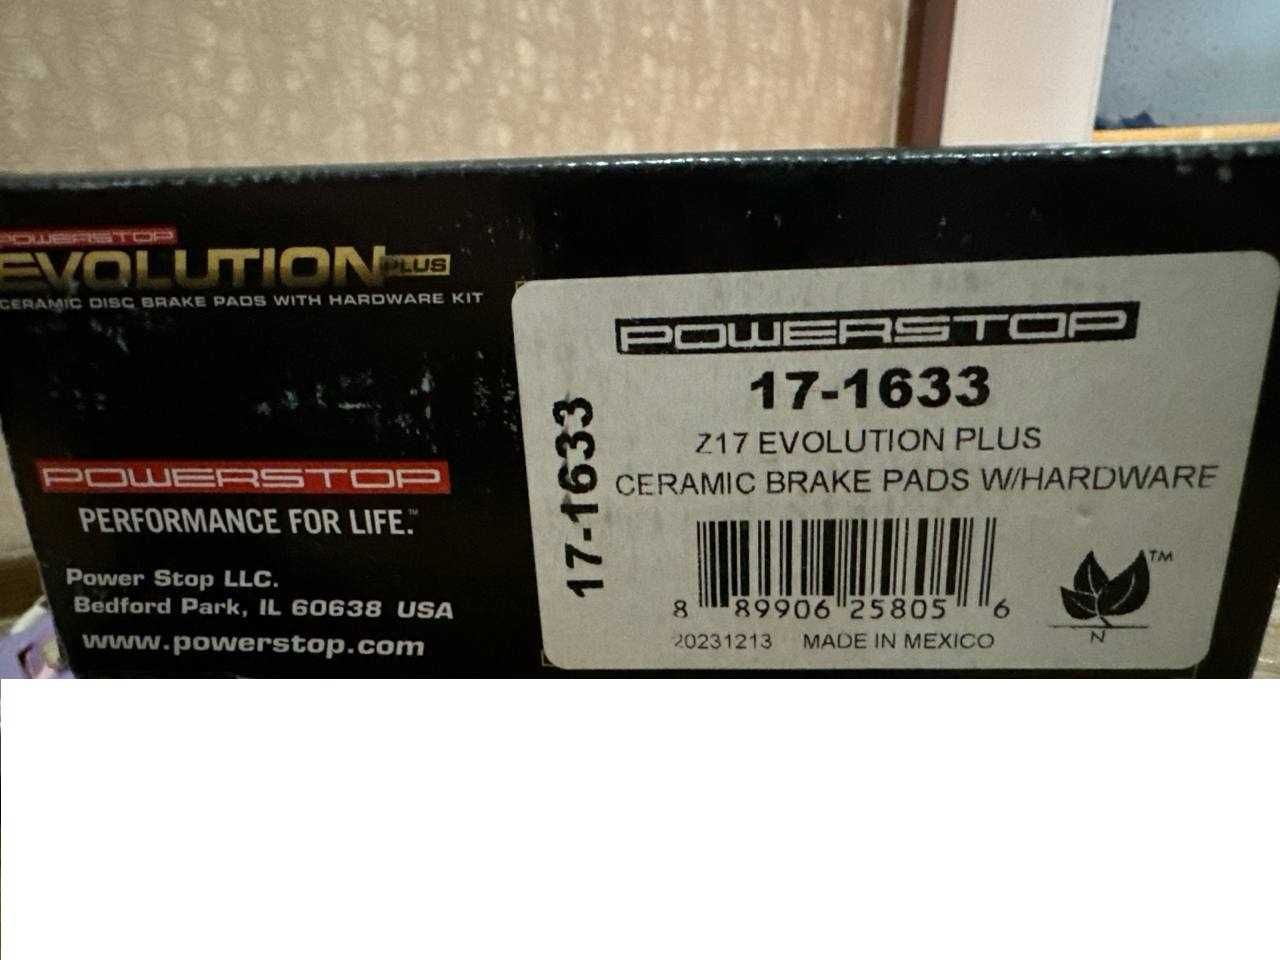 POWERSTOP
EVOLUTION PLUS
CERAMIC DISC BRAKE PADS WITH HARDWARE KIT
POWERSTOP
PERFORMANCE FOR LIFE.™
Power Stop LLC.
Bedford Park, IL 60638 USA
www.powerstop.com
17-1633
POWERSTOP
17-1633
Z17 EVOLUTION PLUS
CERAMIC BRAKE PADS W/HARDWARE
8 89906 25805 6
20231213 MADE IN MEXICO
TM
N